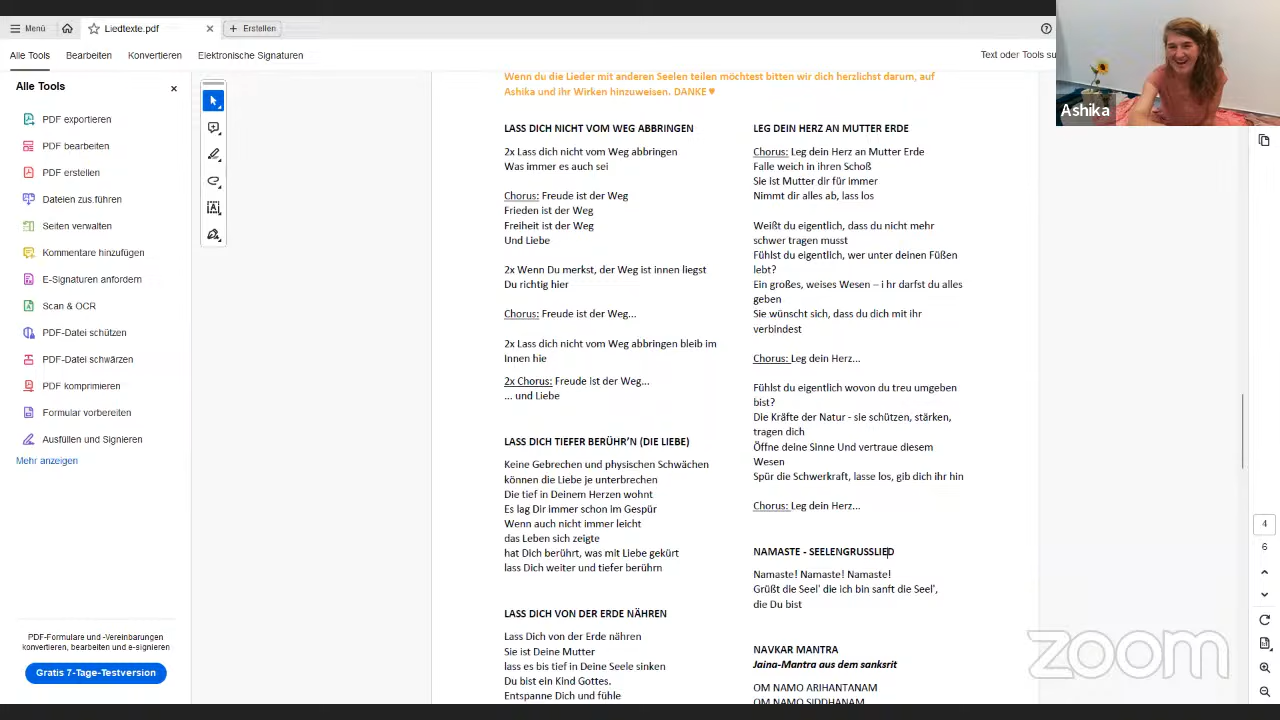 Menü
Liedtexte.pdf
Erstellen
Alle Tools
Bearbeiten
Konvertieren
Elektronische Signaturen
Text oder Tools su
Ashika
Alle Tools
PDF exportieren
PDF bearbeiten
PDF erstellen
Dateien zus.führen
Seiten verwalten
Kommentare hinzufügen
E-Signaturen anfordern
Scan & OCR
PDF-Datei schützen
PDF-Datei schwärzen
PDF komprimieren
Formular vorbereiten
Ausfüllen und Signieren
Mehr anzeigen
PDF-Formulare und -Vereinbarungen
konvertieren, bearbeiten und e-signieren
Gratis 7-Tage-Testversion
Wenn du die Lieder mit anderen Seelen teilen möchtest bitten wir dich herzlichst darum, auf
Ashika und ihr Wirken hinzuweisen. DANKE ♥
LASS DICH NICHT VOM WEG ABBRINGEN
2x Lass dich nicht vom Weg abbringen
Was immer es auch sei
Chorus: Freude ist der Weg
Frieden ist der Weg
Freiheit ist der Weg
Und Liebe
2x Wenn Du merkst, der Weg ist innen liegst
Du richtig hier
Chorus: Freude ist der Weg...
2x Lass dich nicht vom Weg abbringen bleib im
Innen hie
2x Chorus: Freude ist der Weg...
... und Liebe
LASS DICH TIEFER BERÜHR'N (DIE LIEBE)
Keine Gebrechen und physischen Schwächen
können die Liebe je unterbrechen
Die tief in Deinem Herzen wohnt
Es lag Dir immer schon im Gespür
Wenn auch nicht immer leicht
das Leben sich zeigte
hat Dich berührt, was mit Liebe gekürt
lass Dich weiter und tiefer berührn
LASS DICH VON DER ERDE NÄHREN
Lass Dich von der Erde nähren
Sie ist Deine Mutter
lass es bis tief in Deine Seele sinken
Du bist ein Kind Gottes.
Entspanne Dich und fühle
LEG DEIN HERZ AN MUTTER ERDE
Chorus: Leg dein Herz an Mutter Erde
Falle weich in ihren Schoß
Sie ist Mutter dir für immer
Nimmt dir alles ab, lass los
Weißt du eigentlich, dass du nicht mehr
schwer tragen musst
Fühlst du eigentlich, wer unter deinen Füßen
lebt?
Ein großes, weises Wesen – i hr darfst du alles
geben
Sie wünscht sich, dass du dich mit ihr
verbindest
Chorus: Leg dein Herz...
Fühlst du eigentlich wovon du treu umgeben
bist?
Die Kräfte der Natur - sie schützen, stärken,
tragen dich
Öffne deine Sinne Und vertraue diesem
Wesen
Spür die Schwerkraft, lasse los, gib dich ihr hin
Chorus: Leg dein Herz...
NAMASTE - SEELENGRUSSLIED
Namaste! Namaste! Namaste!
Grüßt die Seel' die ich bin sanft die Seel',
die Du bist
NAVKAR MANTRA
Jaina-Mantra aus dem sanksrit
OM NAMO ARIHANTANAM
OM NAMO SIDDHANAM
4
6
zoom